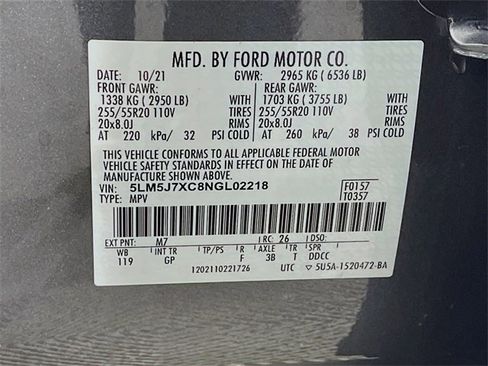 MFD. BY FORD MOTOR CO.
10/21 GVWR: 2965 KG ( 6536 LB)
FRONT GAWR: REAR GAWR:
1338 KG ( 2950 LB) WITH 1703 KG ( 3755 LB) WITH
255/55R20 110V TIRES 255/55R20 110V TIRES
20x8.0J RIMS 20x8.0J RIMS
AT 220 kPa/ 32 PSI COLD AT 260 kPa/ 38 PSI COLD
THIS VEHICLE CONFORMS TO ALL APPLICABLE FEDERAL MOTOR
VEHICLE SAFETY STANDARDS IN EFFECT ON THE DATE OF
MANUFACTURE SHOWN ABOVE.
VIN: 5LM5J7XC8NGL02218 F0157
TYPE: MPV T0357
EXT PNT: M7 RC: 26 DSO:
WB INT TR TP/PS R AXLE TR SPR
119 GP F 3B T DDCC
1202110221726 UTC ▽ 5U5A-1520472-BA